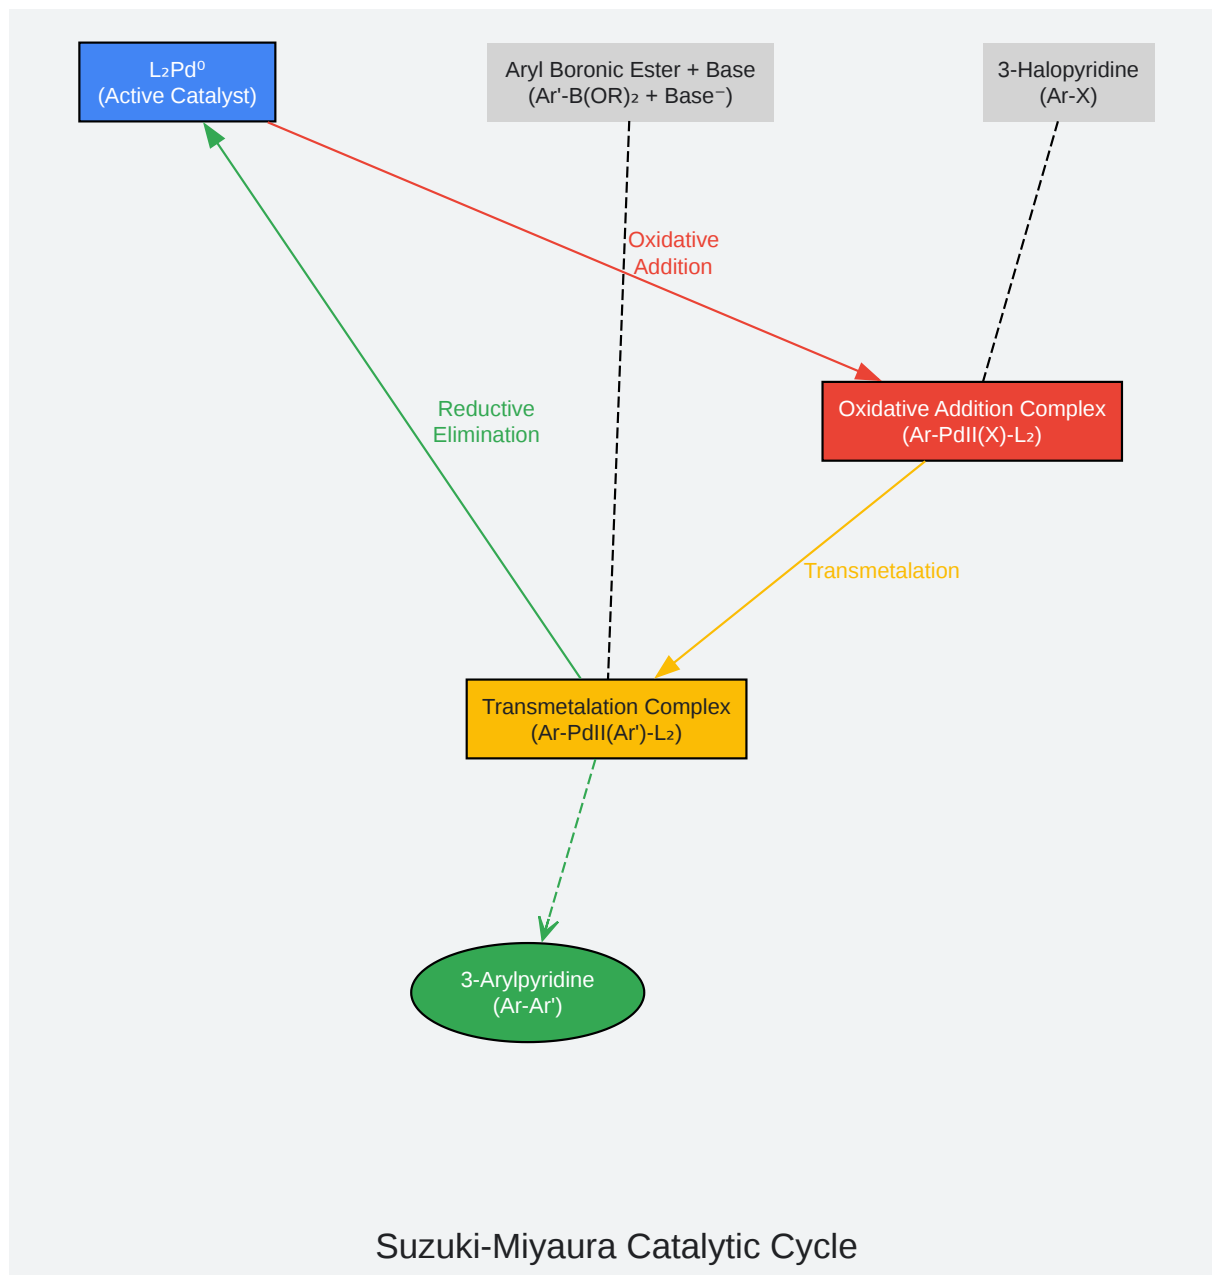 L₂Pd⁰
(Active Catalyst)
Aryl Boronic Ester + Base
(Ar'-B(OR)₂ + Base⁻)
3-Halopyridine
(Ar-X)
Oxidative
Addition
Reductive
Elimination
Oxidative Addition Complex
(Ar-PdII(X)-L₂)
Transmetalation
Transmetalation Complex
(Ar-PdII(Ar')-L₂)
3-Arylpyridine
(Ar-Ar')
Suzuki-Miyaura Catalytic Cycle